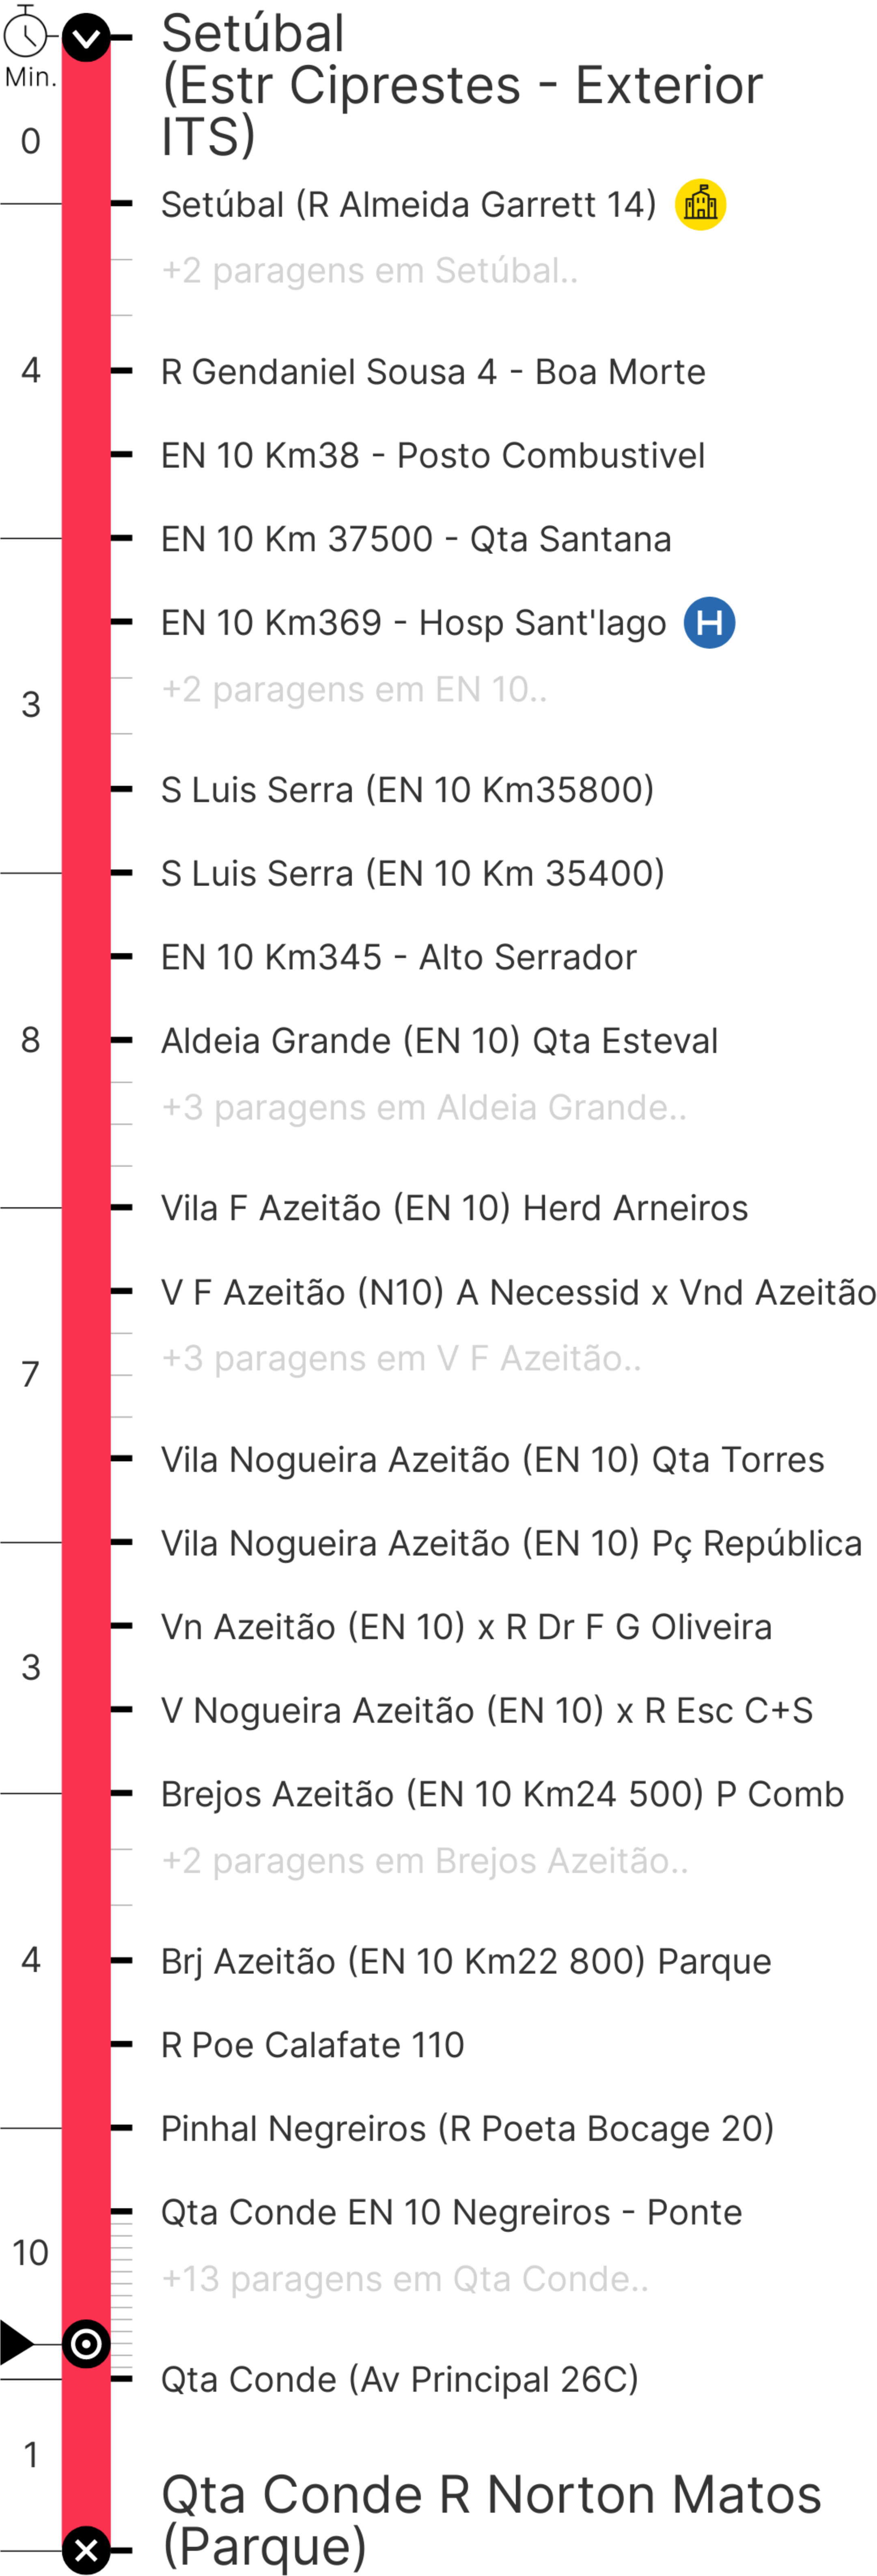 Setúbal
(Estr Ciprestes - Exterior
ITS)
Min.
0
Setúbal (R Almeida Garrett 14)
+2 paragens em Setúbal..
4
R Gendaniel Sousa 4 - Boa Morte
EN 10 Km38 - Posto Combustivel
EN 10 Km 37500 - Qta Santana
EN 10 Km369 - Hosp Sant'Iago
H
+2 paragens em EN 10..
3
S Luis Serra (EN 10 Km35800)
S Luis Serra (EN 10 Km 35400)
EN 10 Km345 - Alto Serrador
8
Aldeia Grande (EN 10) Qta Esteval
+3 paragens em Aldeia Grande..
Vila F Azeitão (EN 10) Herd Arneiros
V F Azeitão (N10) A Necessid x Vnd Azeitão
+3 paragens em V F Azeitão..
7
Vila Nogueira Azeitão (EN 10) Qta Torres
Vila Nogueira Azeitão (EN 10) Pç República
Vn Azeitão (EN 10) x R Dr F G Oliveira
3
V Nogueira Azeitão (EN 10) x R Esc C+S
Brejos Azeitão (EN 10 Km24 500) P Comb
+2 paragens em Brejos Azeitão..
4
Brj Azeitão (EN 10 Km22 800) Parque
R Poe Calafate 110
Pinhal Negreiros (R Poeta Bocage 20)
Qta Conde EN 10 Negreiros - Ponte
10
+13 paragens em Qta Conde..
Qta Conde (Av Principal 26C)
1
Qta Conde R Norton Matos
(Parque)